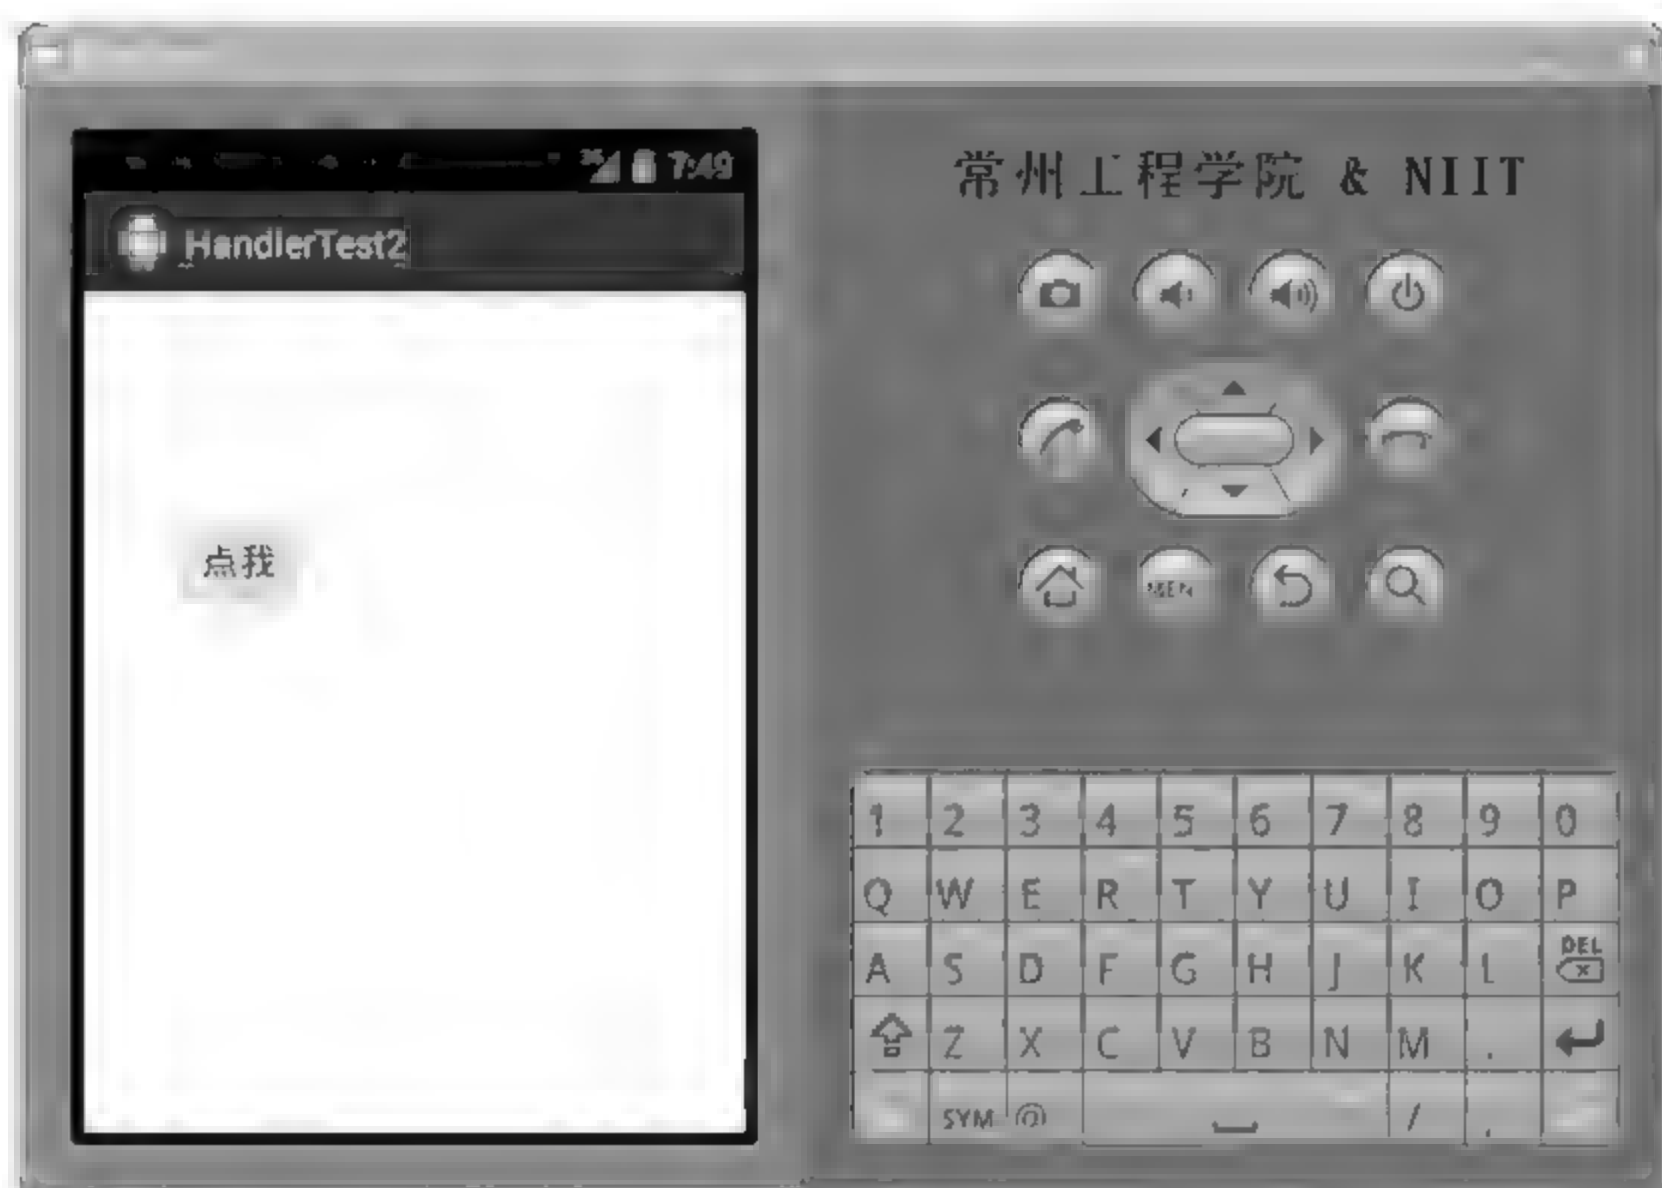 7:49
HandlerTest2
点我
常州工程学院 & NIIT
1 2 3 4 5 6 7 8 9 0
Q W E R T Y U I O P
A S D F G H J K L DEL
Z X C V B N M .
SYM @ / ,